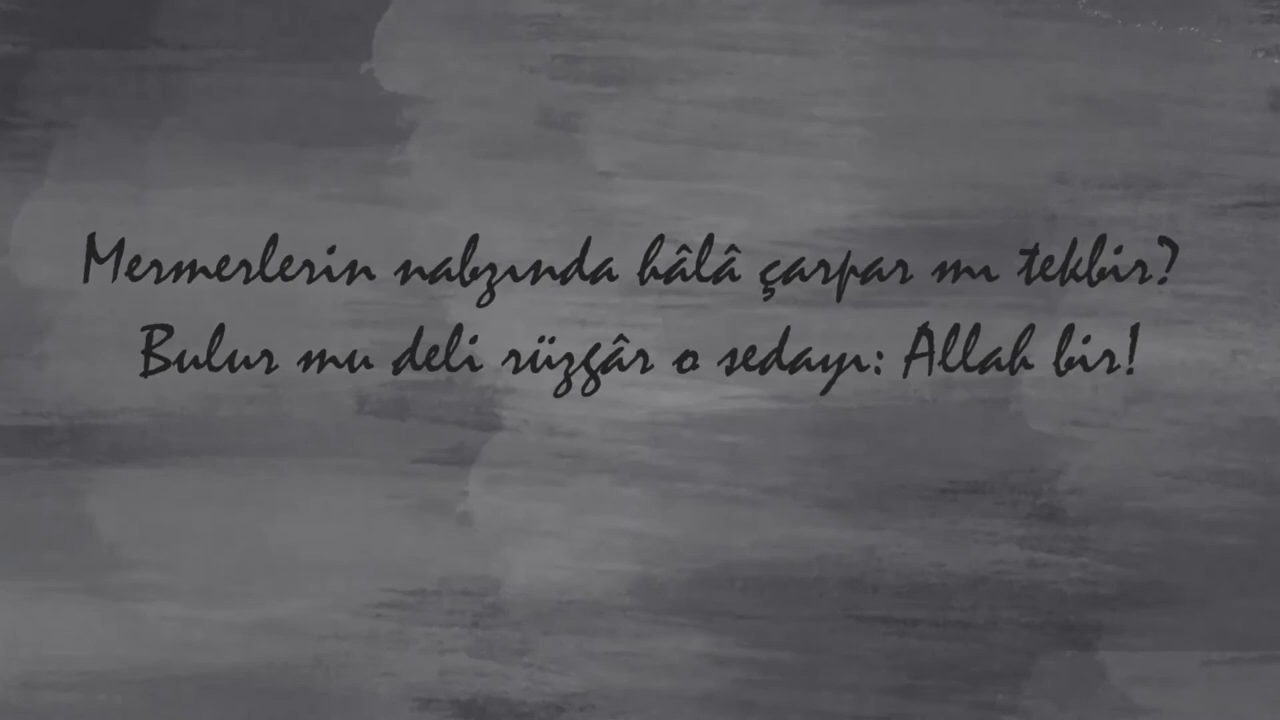 Mermerlerin nabzında hâlâ çarpar mı tekbir?
Bulur mu deli rüzgâr o sedayı: Allah bir!